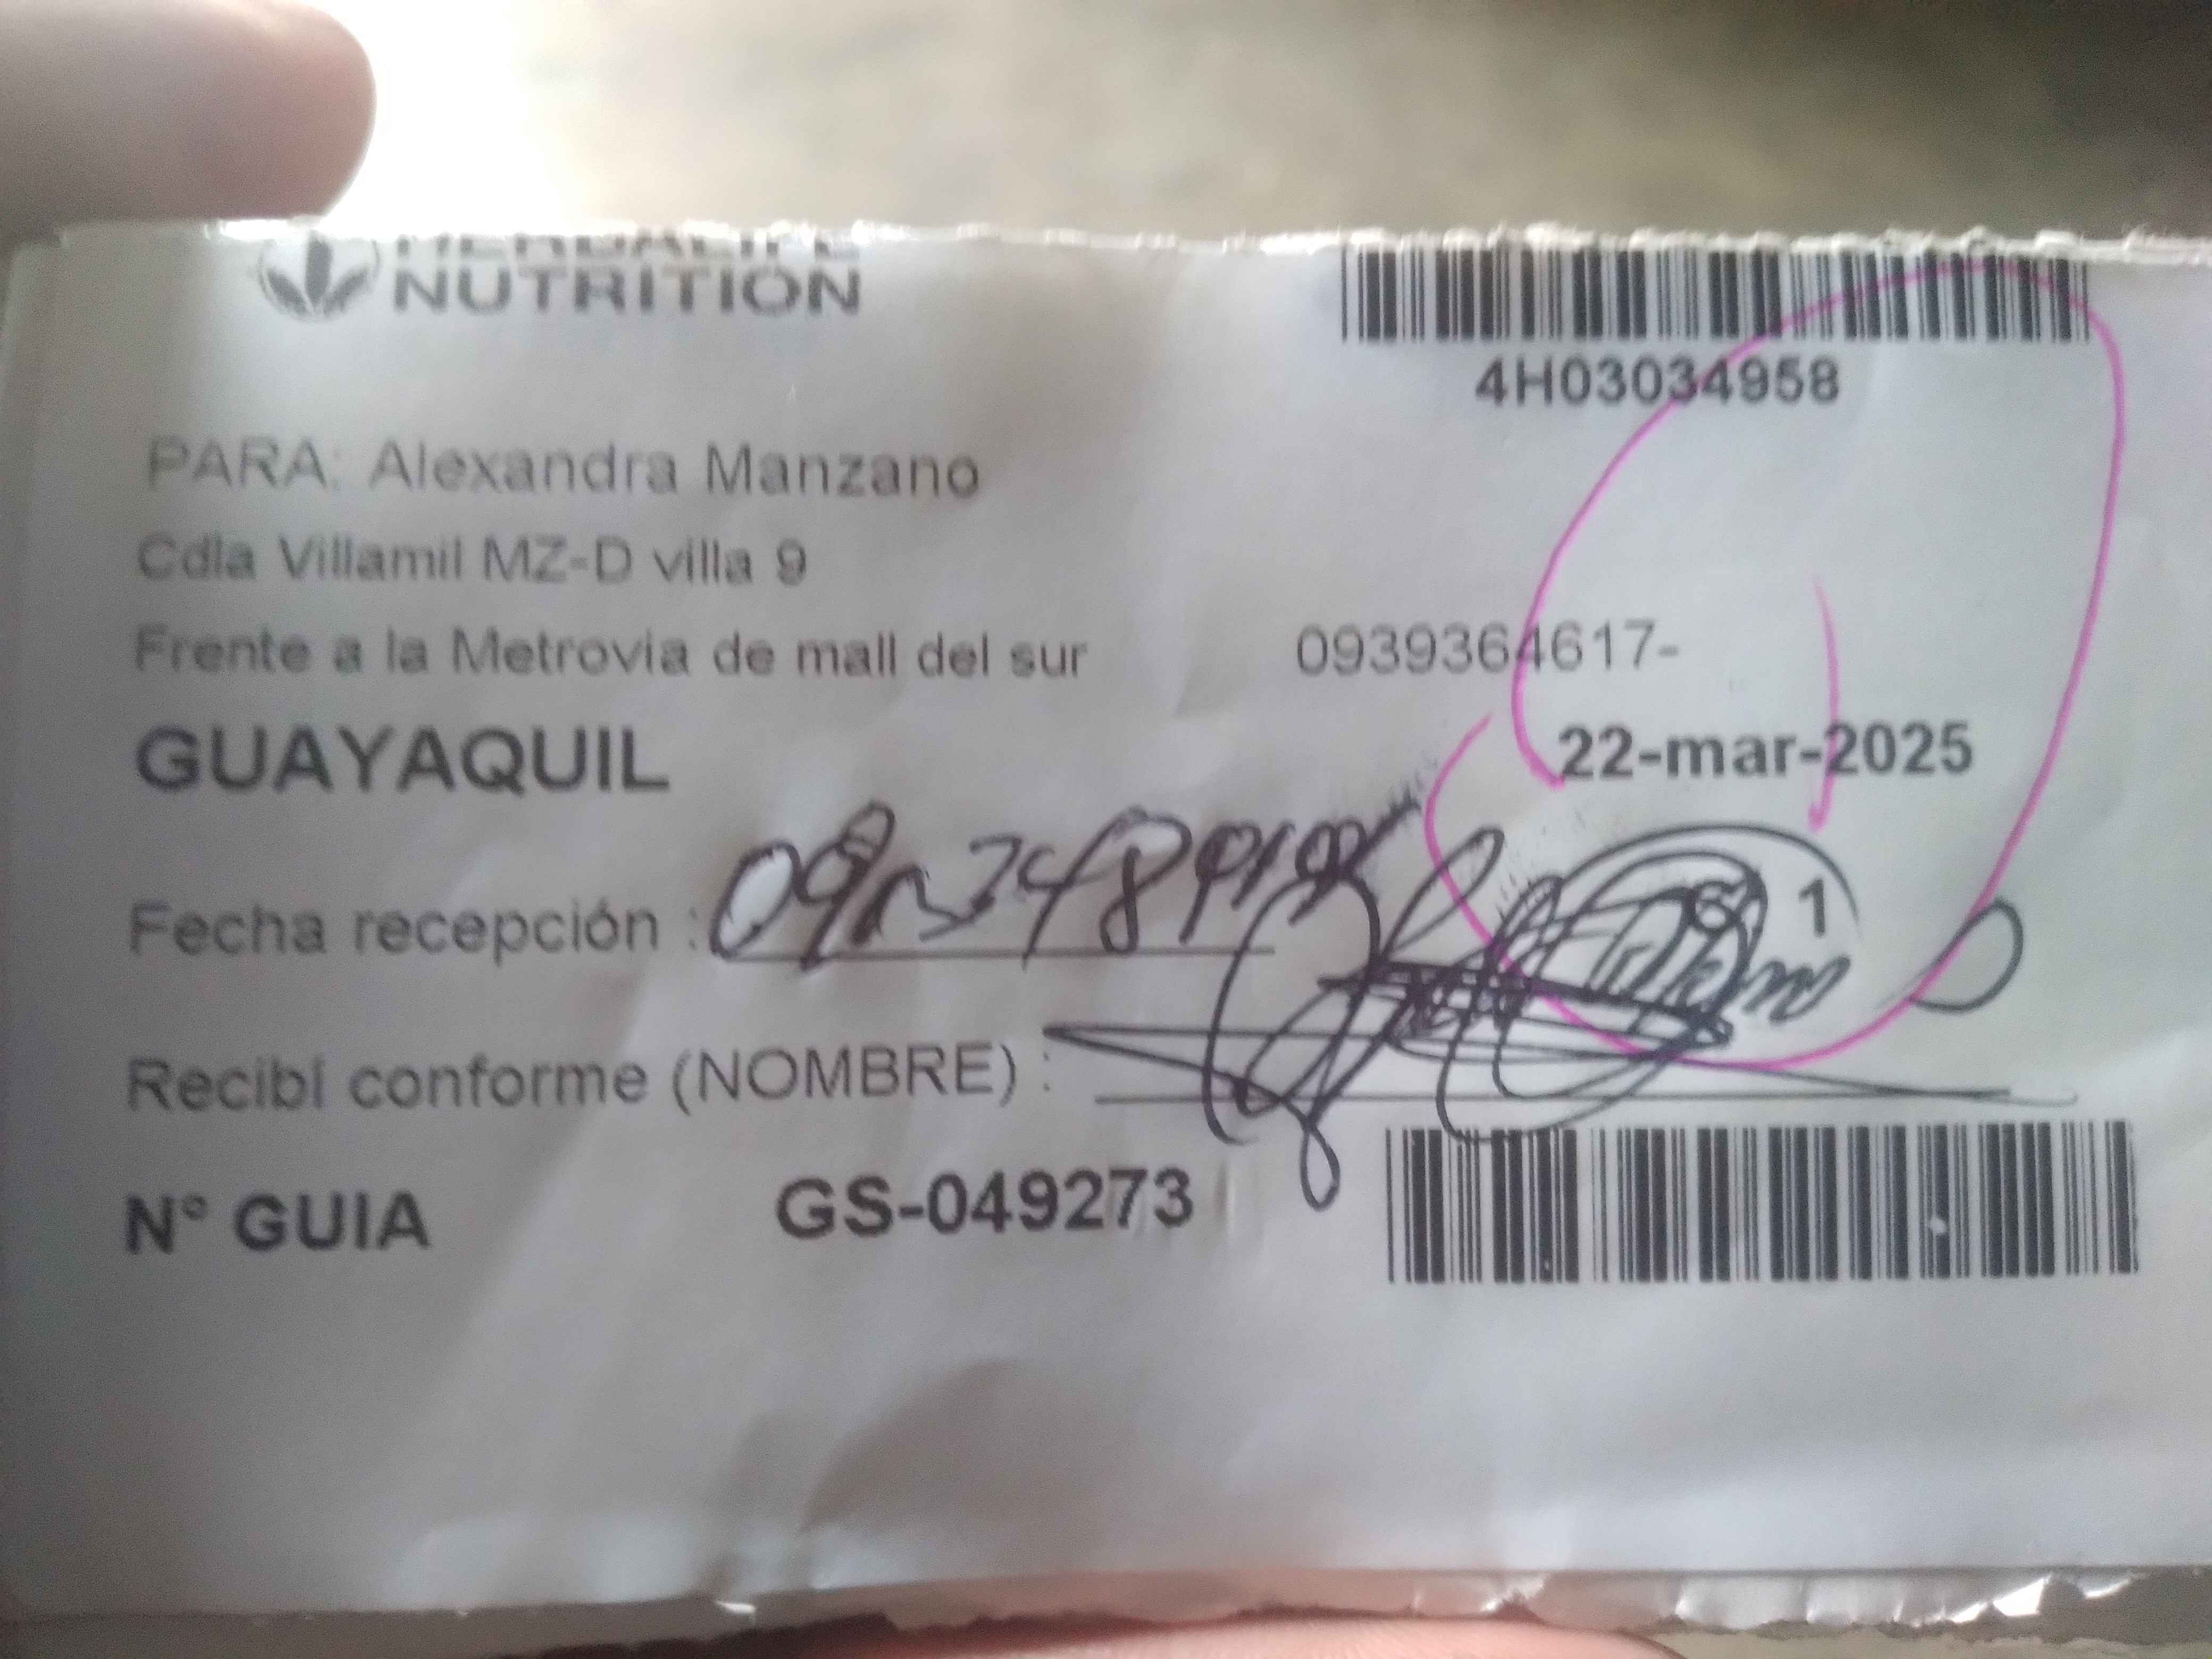 NUTRITION
4H03034958
PARA: Alexandra Manzano
Cdla Villamil MZ-D villa 9
Frente a la Metrovia de mall del sur 0939364617-
GUAYAQUIL 22-mar-2025
Fecha recepción : 1
Recibí conforme (NOMBRE) :
N° GUIA GS-049273